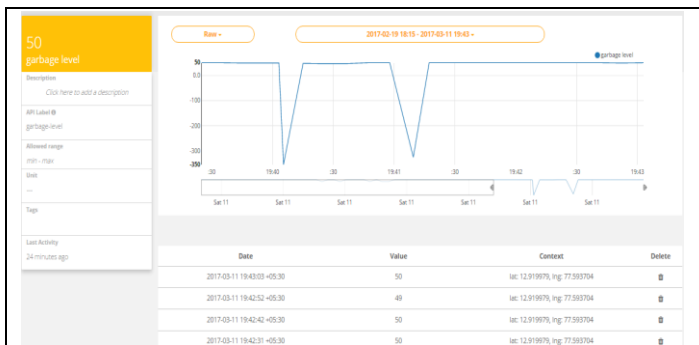 50
garbage level
Description
Click here to add a description
API Label
garbage-level
Allowed range
min - max
Unit
---
Tags
Last Activity
24 minutes ago
Raw
2017-02-19 18:15 - 2017-03-11 19:43
garbage level
50
0.0
-100
-200
-300
-350
:30 19:40 :30 19:41 :30 19:42 :30 19:43
Sat 11 Sat 11 Sat 11 Sat 11 Sat 11 Sat 11
Date Value Context Delete
2017-03-11 19:43:03 +05:30 50 lat: 12.919979, lng: 77.593704
2017-03-11 19:42:52 +05:30 49 lat: 12.919979, lng: 77.593704
2017-03-11 19:42:42 +05:30 50 lat: 12.919979, lng: 77.593704
2017-03-11 19:42:31 +05:30 50 lat: 12.919979, lng: 77.593704